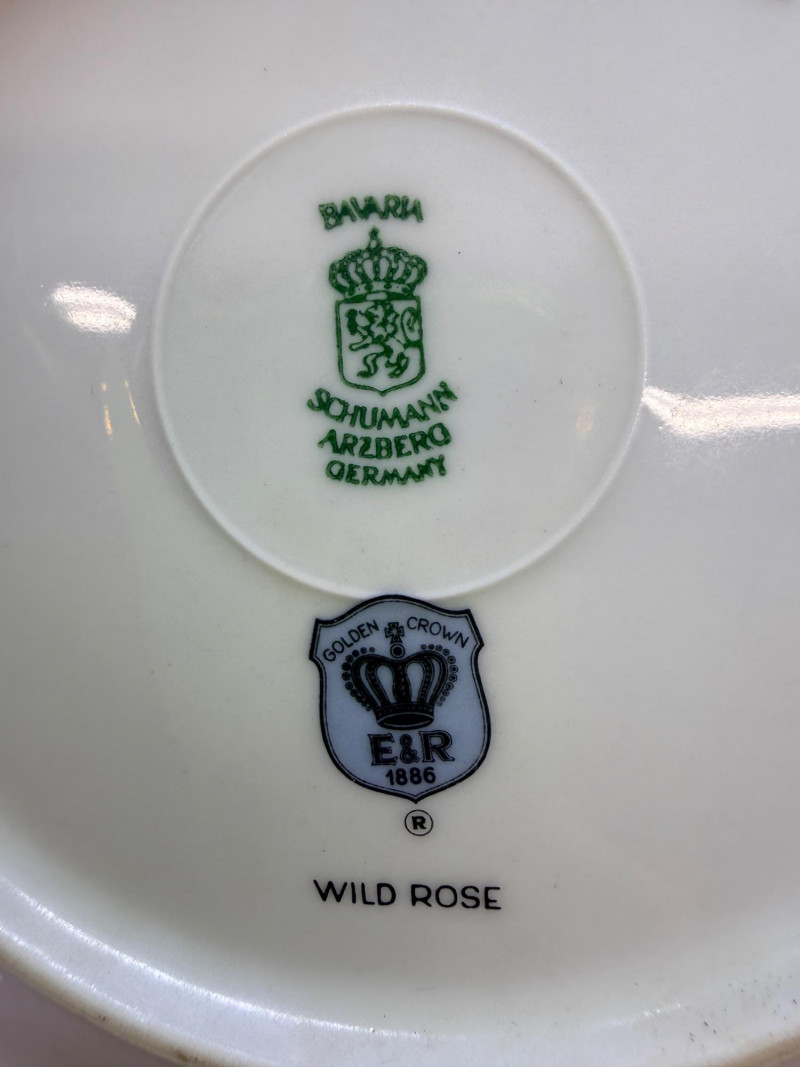 BAVARIA
SCHUMANN
ARZBERG
GERMANY
GOLDEN CROWN
E&R
1886
®
WILD ROSE